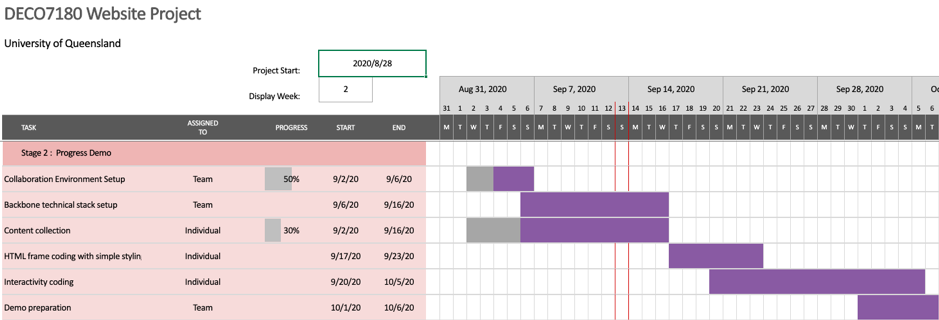 DECO7180 Website Project
University of Queensland
Project Start: 2020/8/28
Display Week: 2
Aug 31, 2020 Sep 7, 2020 Sep 14, 2020 Sep 21, 2020 Sep 28, 2020 Oc
31 1 2 3 4 5 6 7 8 9 10 11 12 13 14 15 16 17 18 19 20 21 22 23 24 25 26 27 28 29 30 1 2 3 4 5 6
TASK ASSIGNED TO PROGRESS START END M T W T F S S M T W T F S S M T W T F S S M T W T F S S M T W T F S S M T
Stage 2 : Progress Demo
Collaboration Environment Setup Team 50% 9/2/20 9/6/20
Backbone technical stack setup Team 9/6/20 9/16/20
Content collection Individual 30% 9/2/20 9/16/20
HTML frame coding with simple stylin Individual 9/17/20 9/23/20
Interactivity coding Individual 9/20/20 10/5/20
Demo preparation Team 10/1/20 10/6/20